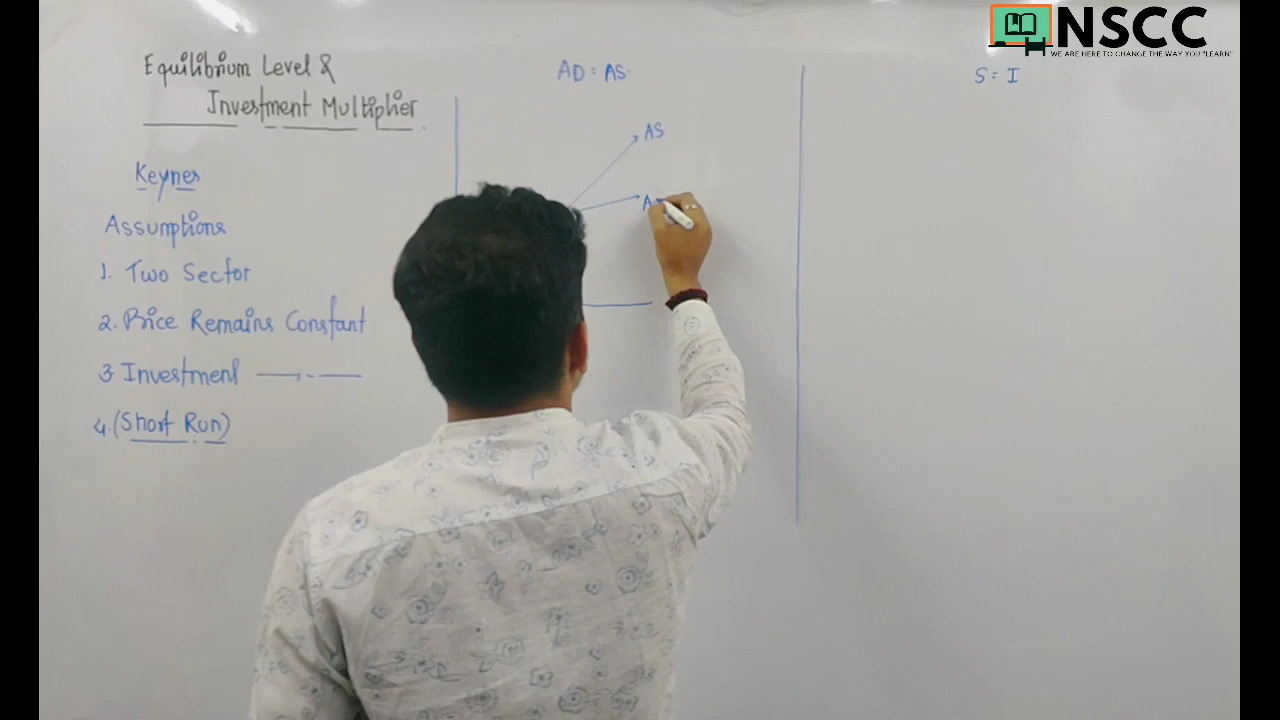 NSCC
WE ARE HERE TO CHANGE THE WAY YOU "LEARN"
Equilibrium Level &
Investment Multiplier
Keynes
Assumptions
1. Two Sector
2. Price Remains Constant
3 Investment
4. (Short Run)
AD = AS.
AS
A
S = I